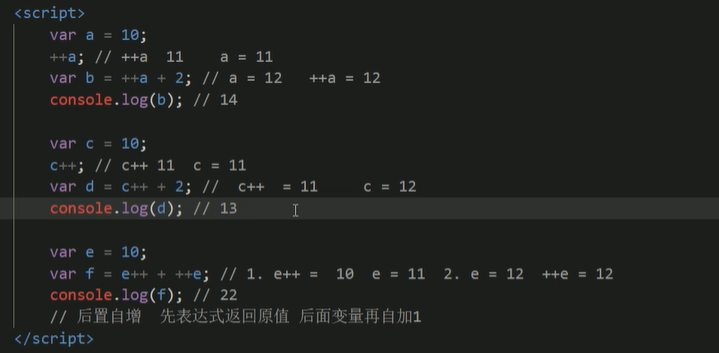 <script>
var a = 10;
++a; // ++a 11 a = 11
var b = ++a + 2; // a = 12 ++a = 12
console.log(b); // 14
var c = 10;
c++; // c++ 11 c = 11
var d = c++ + 2; // c++ = 11 c = 12
console.log(d); // 13
var e = 10;
var f = e++ + ++e; // 1. e++ = 10 e = 11 2. e = 12 ++e = 12
console.log(f); // 22
// 后置自增 先表达式返回原值 后面变量再自加1
</script>